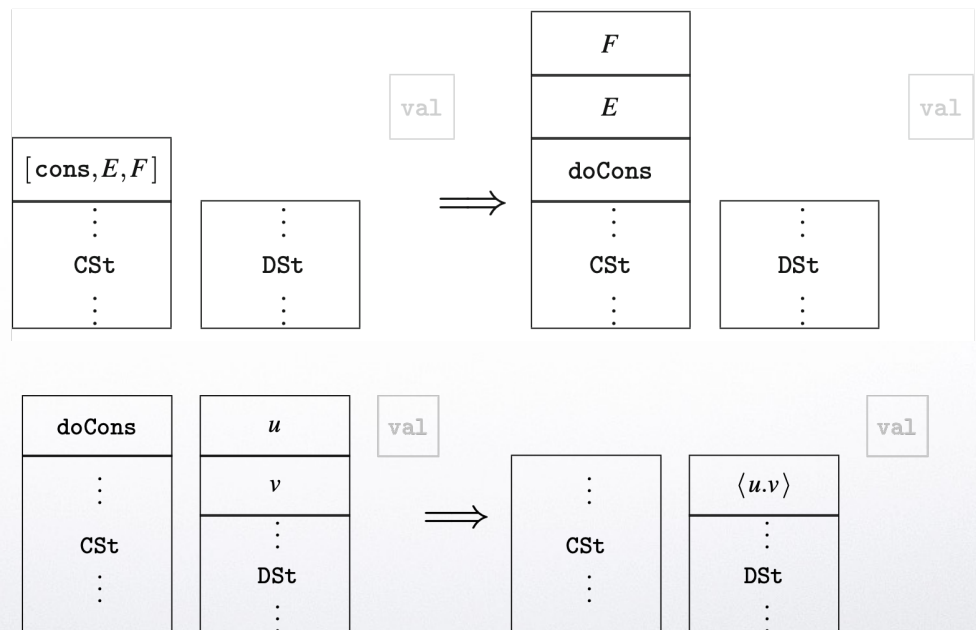 F
val
E
val
[cons, E, F]
doCons
⟹
⋮
CSt
⋮
⋮
DSt
⋮
⋮
CSt
⋮
⋮
DSt
⋮
doCons
u
val
val
v
⟨u.v⟩
⟹
⋮
CSt
⋮
⋮
DSt
⋮
⋮
CSt
⋮
⋮
DSt
⋮